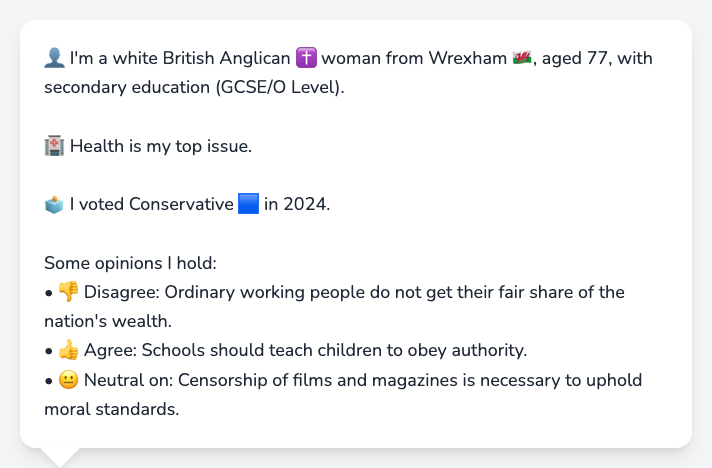 👤 I'm a white British Anglican ✝️ woman from Wrexham 🏴󠁧󠁢󠁷󠁬󠁳󠁿, aged 77, with
secondary education (GCSE/O Level).
🏥 Health is my top issue.
🗳️ I voted Conservative 🟦 in 2024.
Some opinions I hold:
• 👎 Disagree: Ordinary working people do not get their fair share of the
nation's wealth.
• 👍 Agree: Schools should teach children to obey authority.
• 😐 Neutral on: Censorship of films and magazines is necessary to uphold
moral standards.